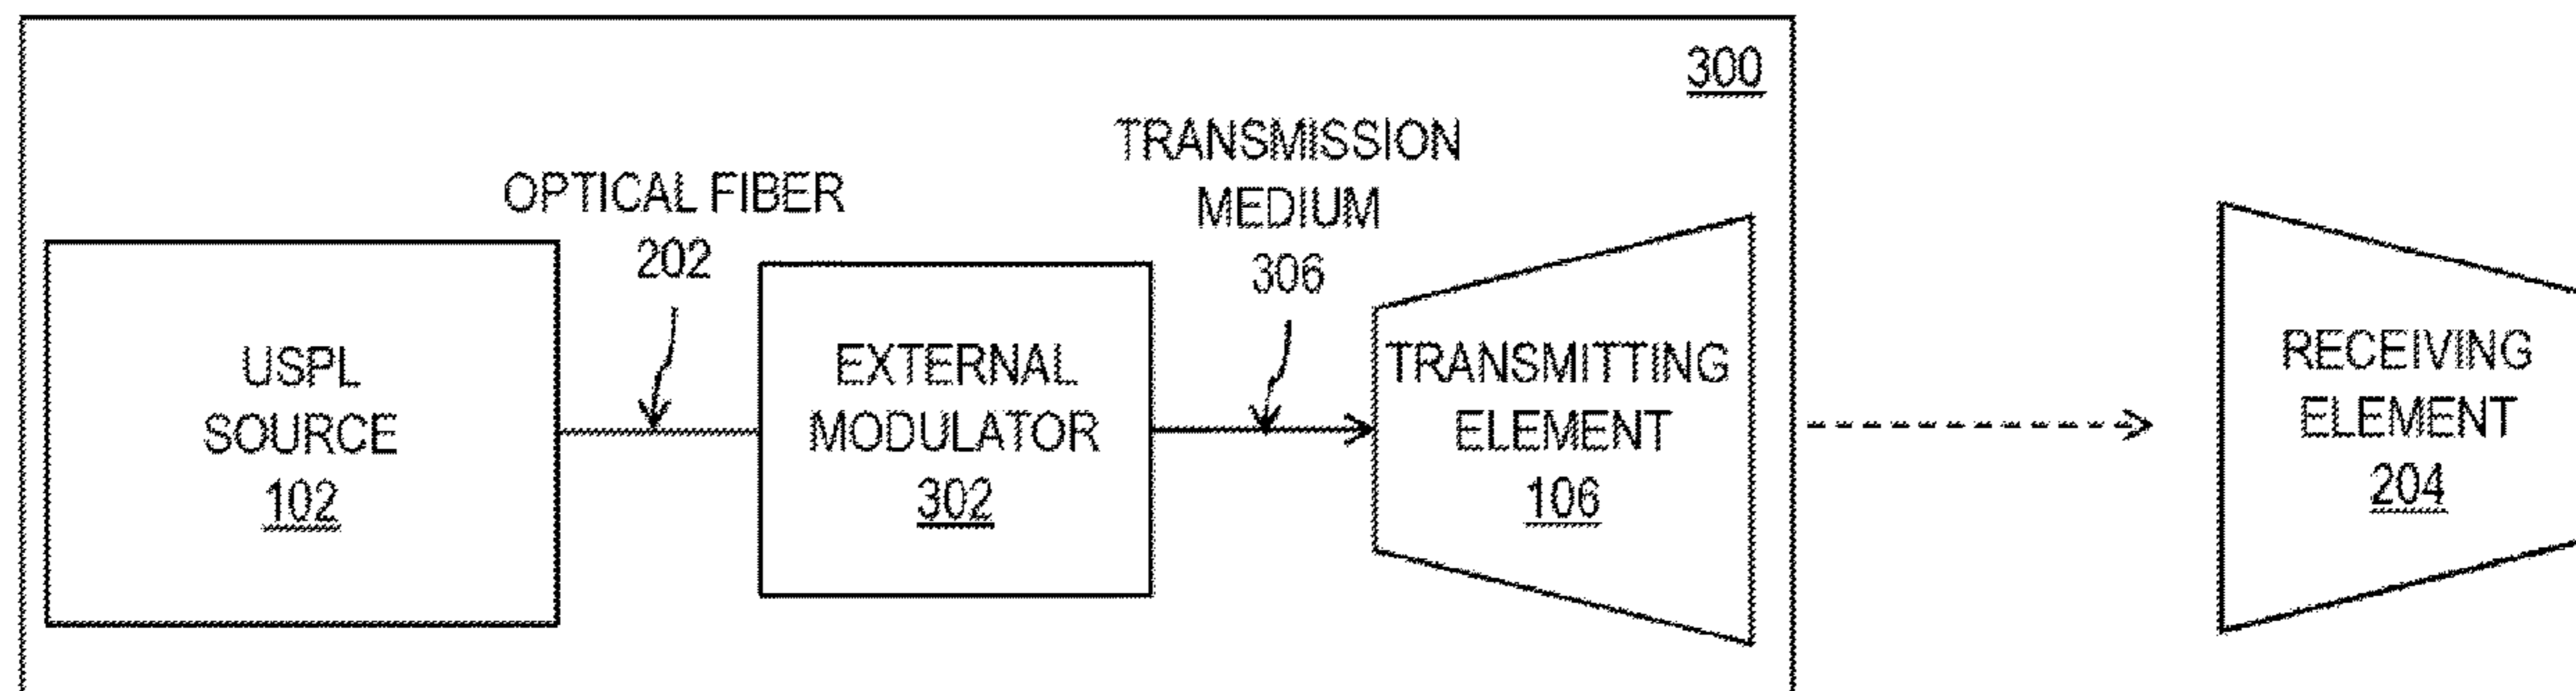 300
OPTICAL FIBER
202
TRANSMISSION
MEDIUM
306
USPL
SOURCE
102
EXTERNAL
MODULATOR
302
TRANSMITTING
ELEMENT
106
RECEIVING
ELEMENT
204